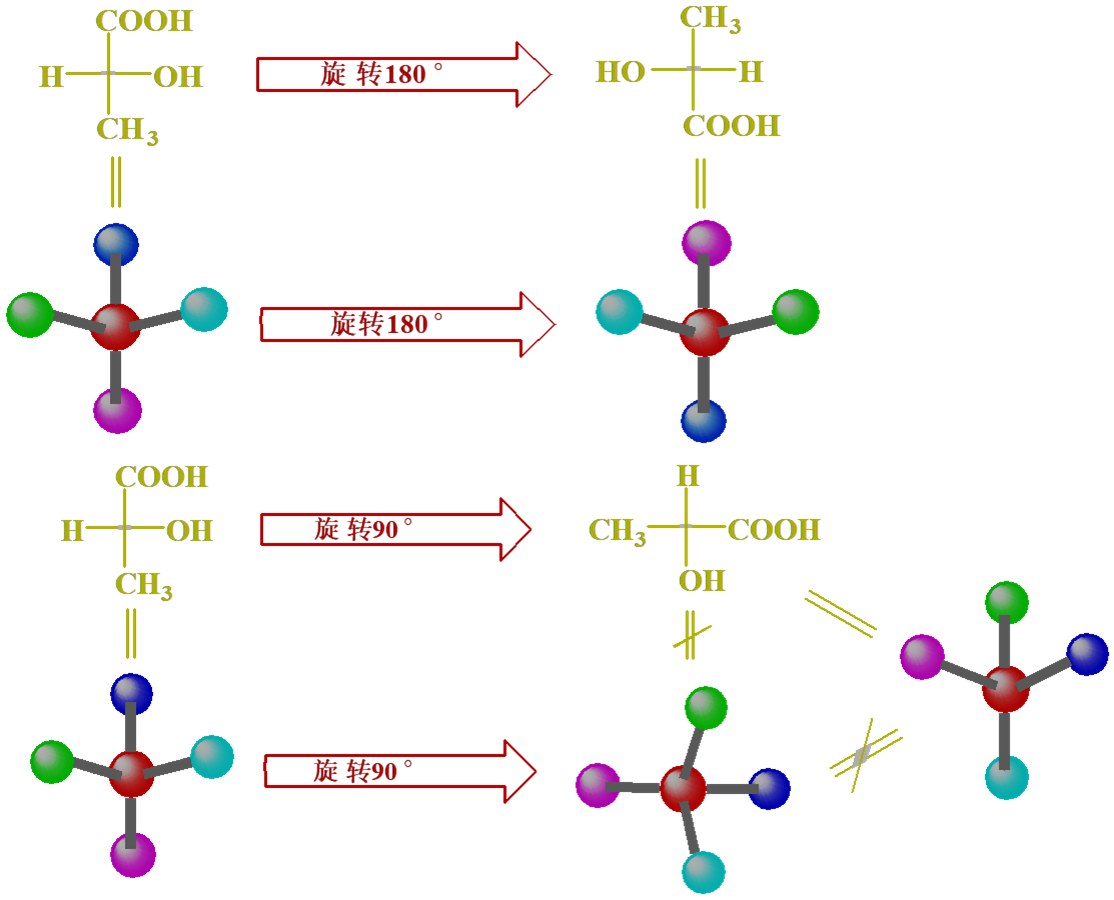 COOH
H OH
CH3
旋 转180°
CH3
HO H
COOH
旋转180°
COOH
H OH
CH3
旋 转90°
H
CH3 COOH
OH
旋 转90°